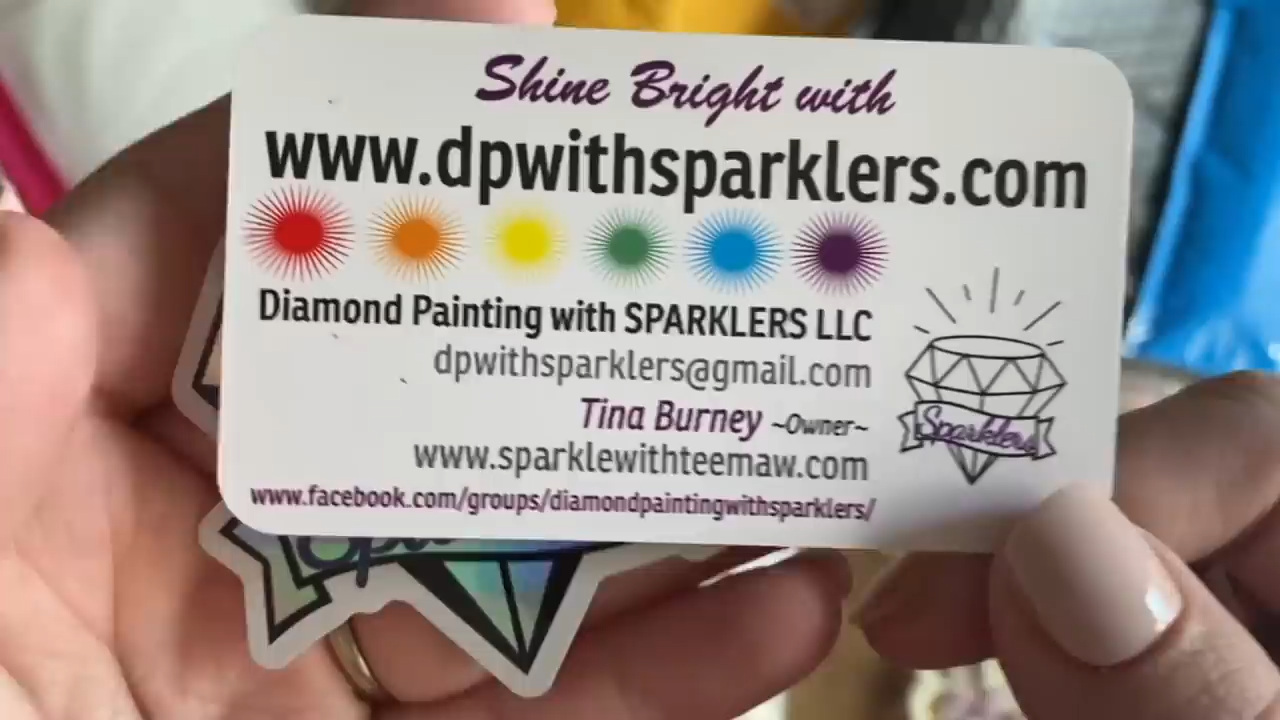 Shine Bright with
www.dpwithsparklers.com
Diamond Painting with SPARKLERS LLC
dpwithsparklers@gmail.com
Tina Burney ~Owner~
www.sparklewithteemaw.com
www.facebook.com/groups/diamondpaintingwithsparklers/
Sparklers